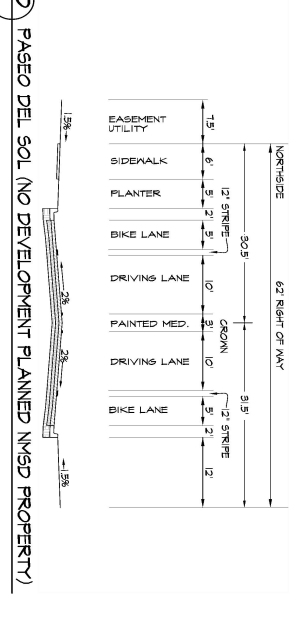 NORTHSIDE
62' RIGHT OF WAY
30.5'
31.5'
CROWN
12" STRIPE
12" STRIPE
7.5'
6'
5'
2'
5'
10'
3'
10'
5'
2'
12'
EASEMENT
UTILITY
SIDEWALK
PLANTER
BIKE LANE
DRIVING LANE
PAINTED MED.
DRIVING LANE
BIKE LANE
1.5%
2%
2%
1.5%
PASEO DEL SOL (NO DEVELOPMENT PLANNED NMSD PROPERTY)